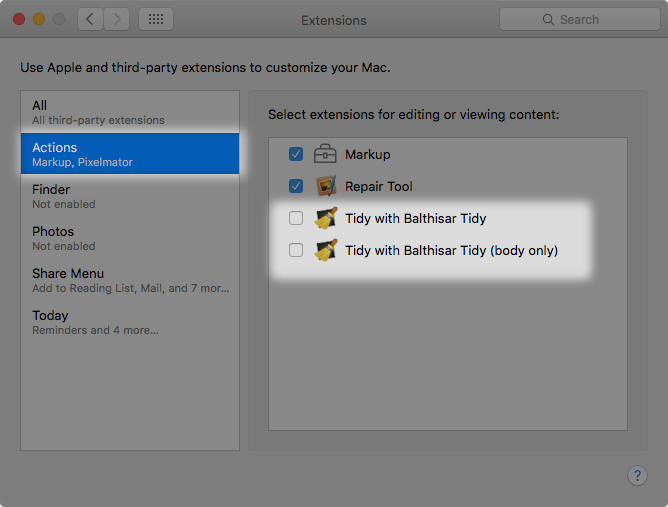 Extensions
Search
Use Apple and third-party extensions to customize your Mac.
All
All third-party extensions
Actions
Markup, Pixelmator
Finder
Not enabled
Photos
Not enabled
Share Menu
Add to Reading List, Mail, and 7 mor...
Today
Reminders and 4 more...
Select extensions for editing or viewing content:
Markup
Repair Tool
Tidy with Balthisar Tidy
Tidy with Balthisar Tidy (body only)
?